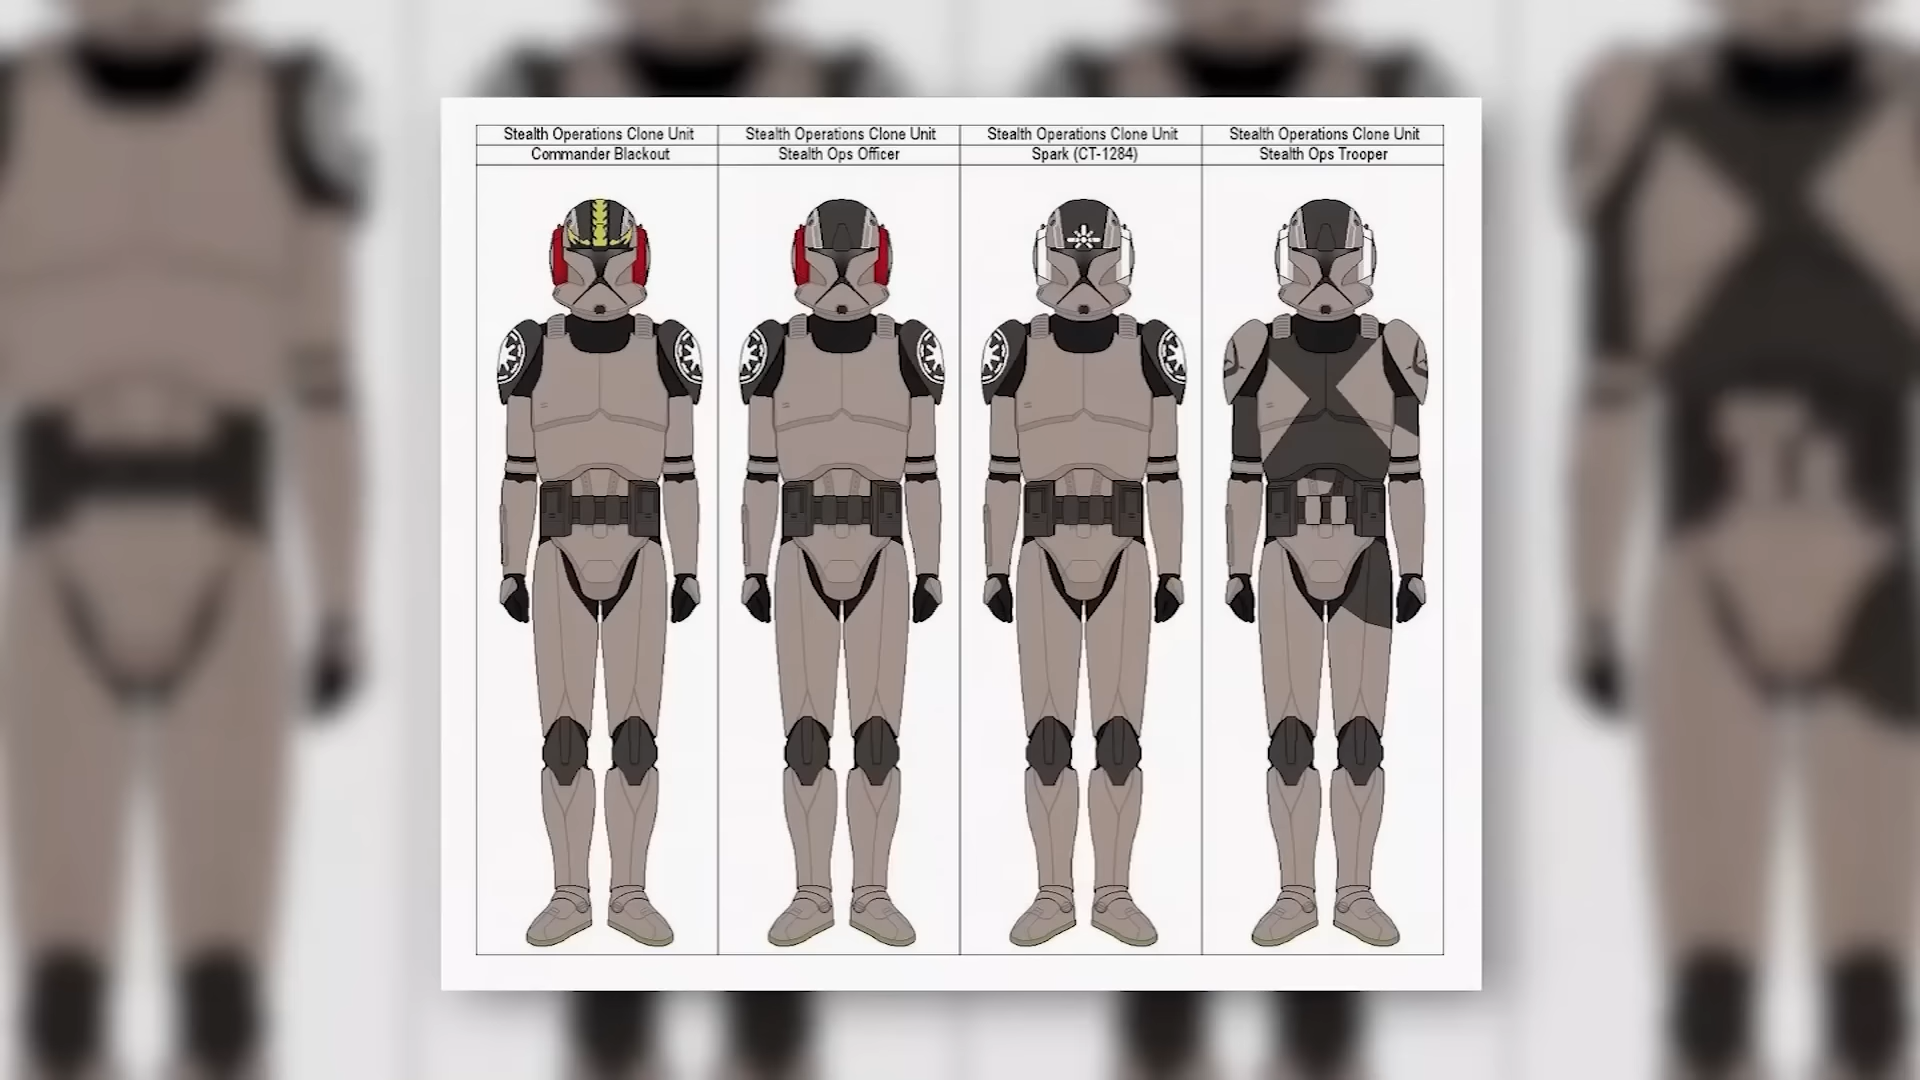 Stealth Operations Clone Unit
Commander Blackout
Stealth Operations Clone Unit
Stealth Ops Officer
Stealth Operations Clone Unit
Spark (CT-1284)
Stealth Operations Clone Unit
Stealth Ops Trooper